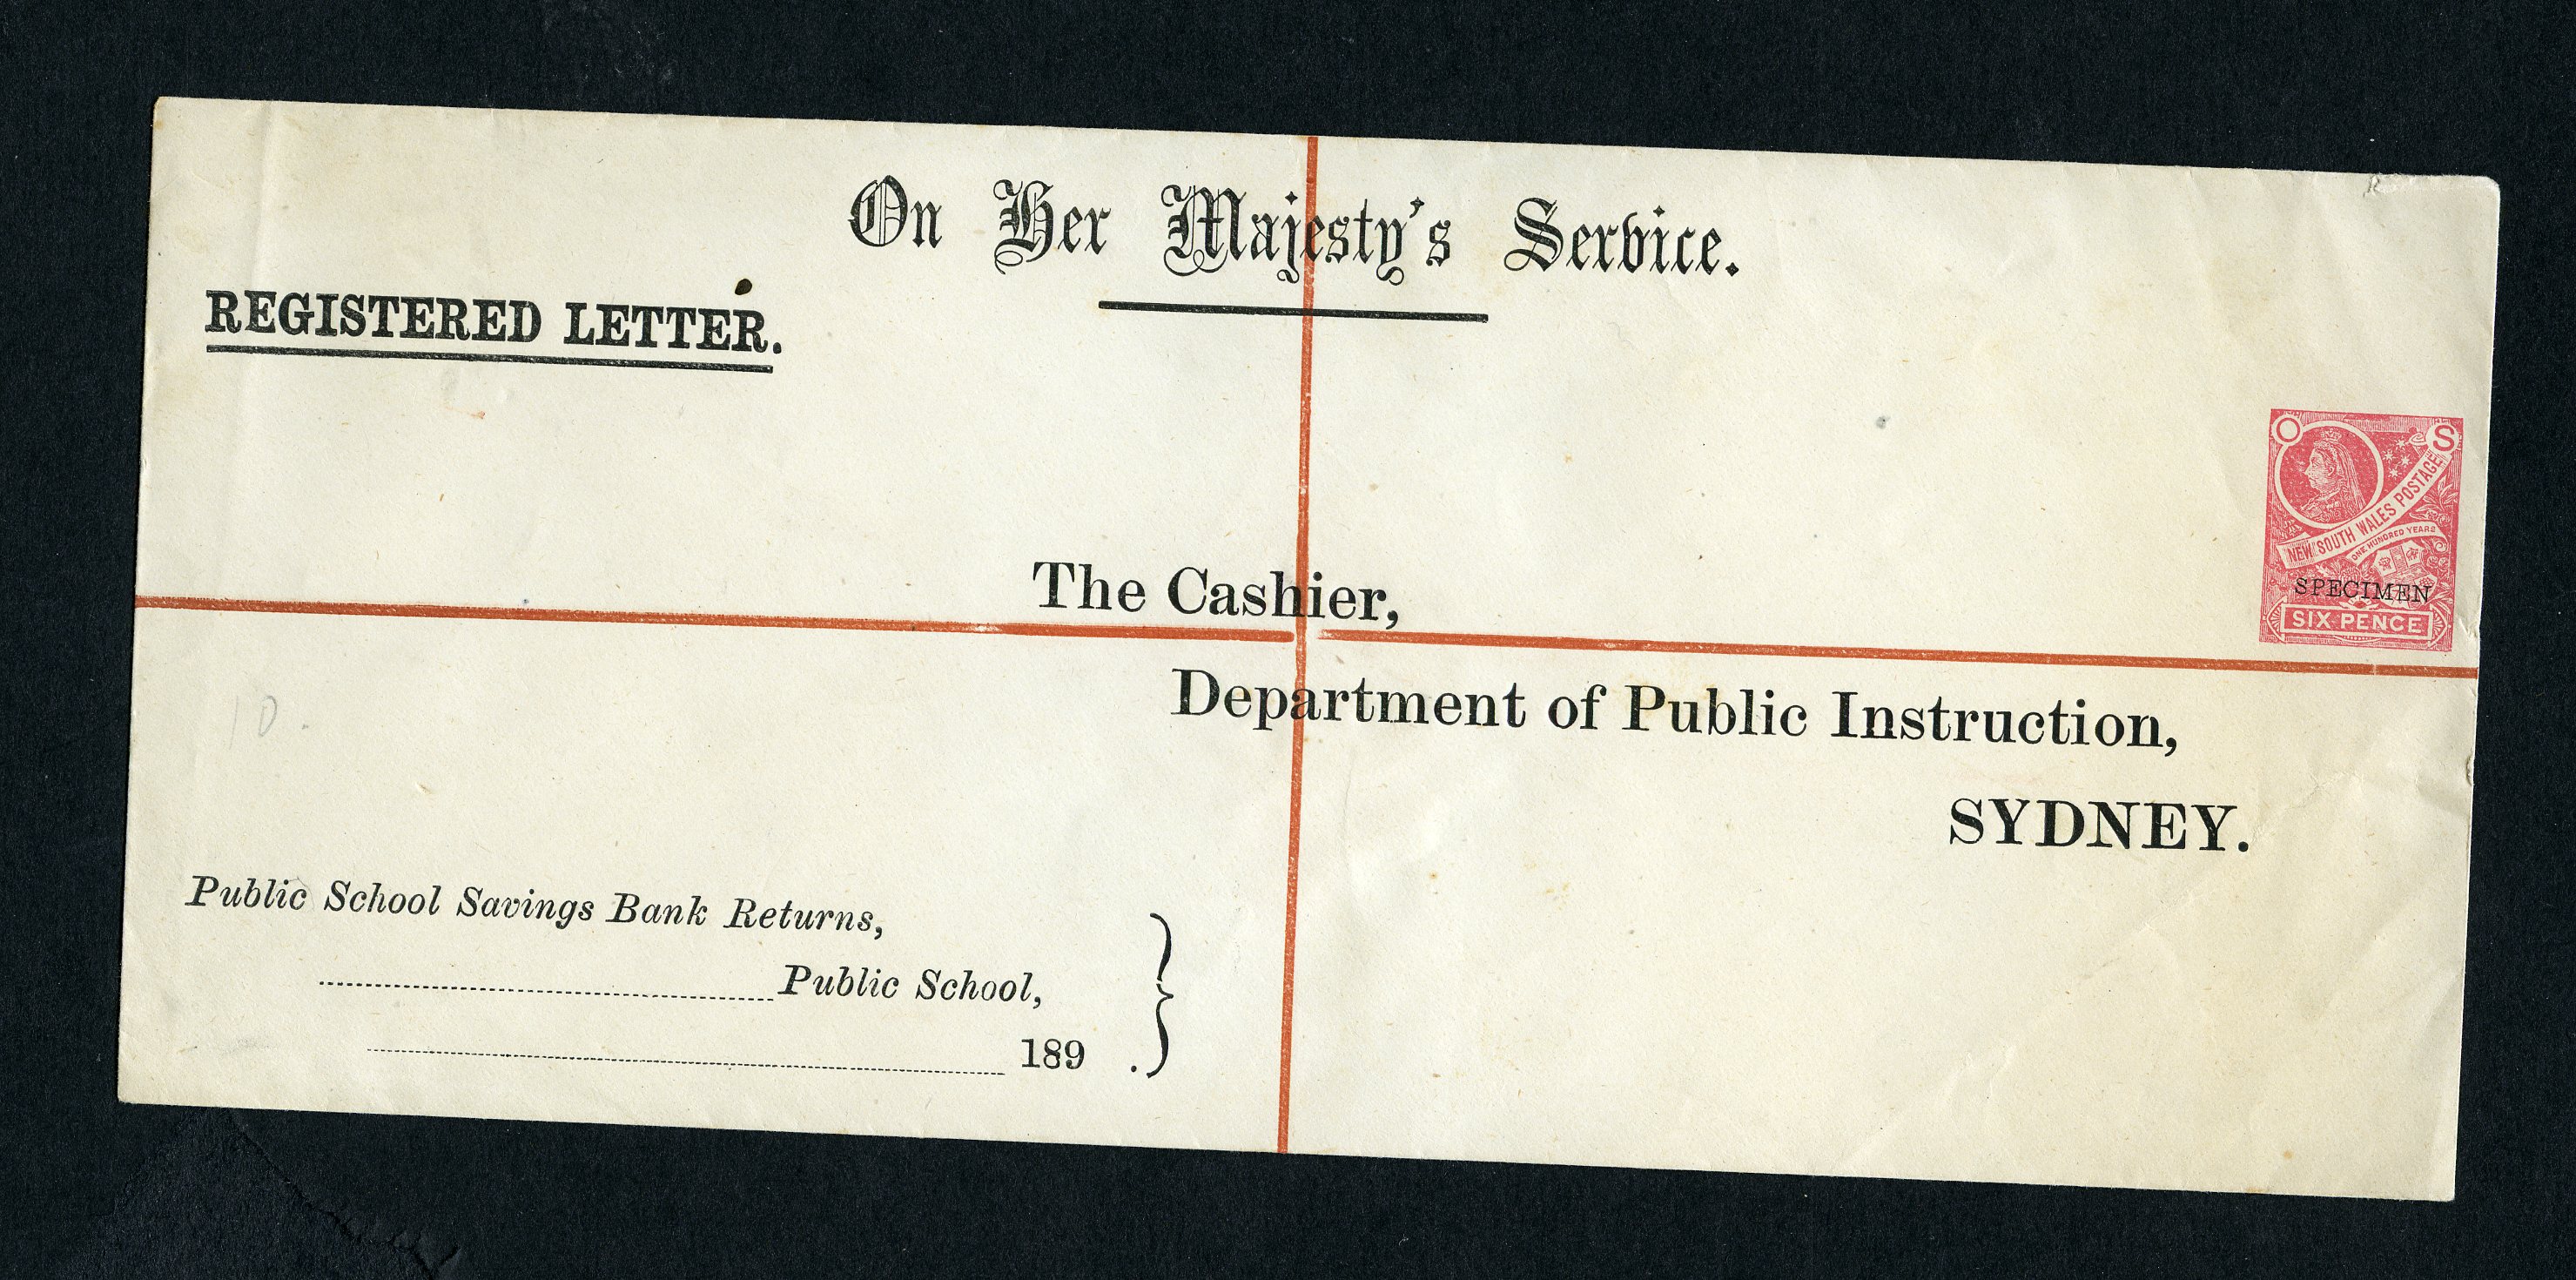 On Her Majesty's Service.
REGISTERED LETTER.
O S
NEW SOUTH WALES POSTAGE
ONE HUNDRED YEARS
SPECIMEN
SIX PENCE
The Cashier,
Department of Public Instruction,
SYDNEY.
10.
Public School Savings Bank Returns,
Public School,
189 .